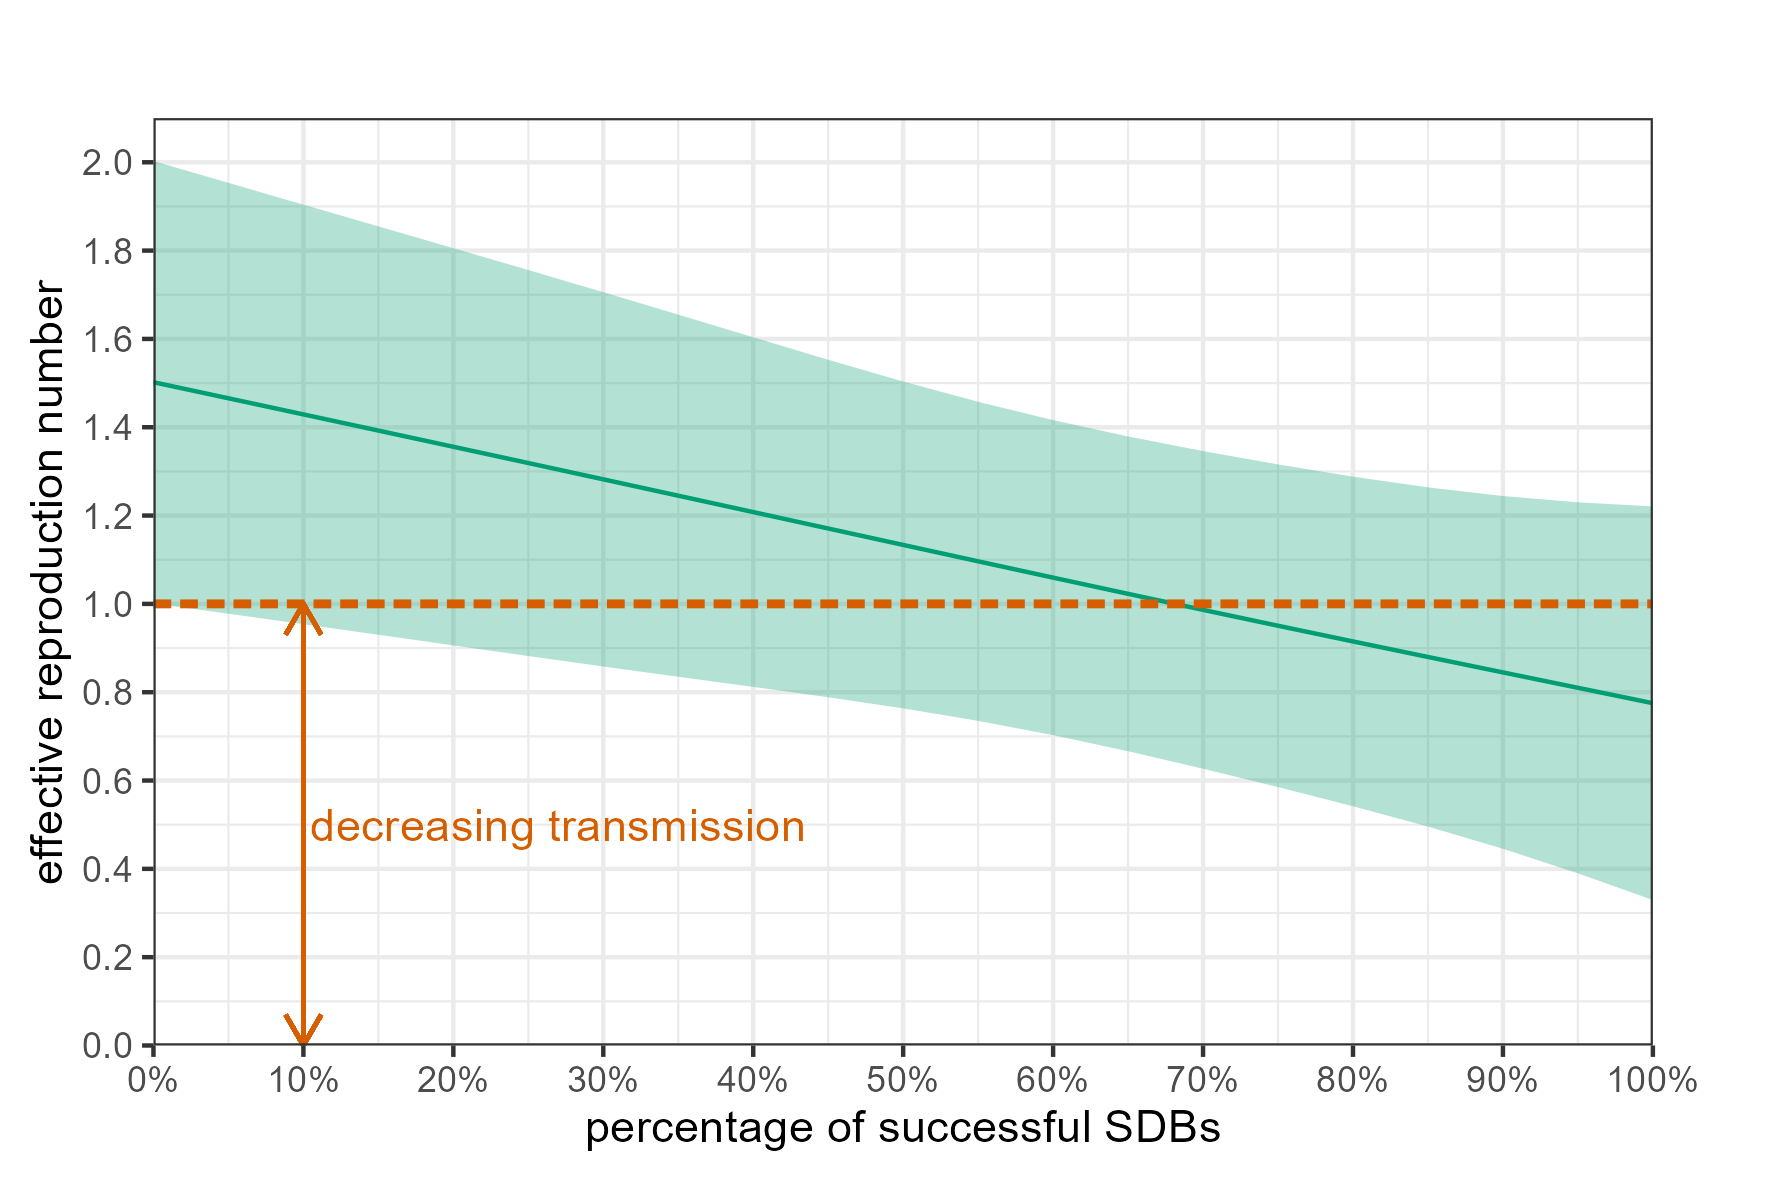 effective reproduction number
2.0
1.8
1.6
1.4
1.2
1.0
0.8
0.6
0.4
0.2
0.0
decreasing transmission
0% 10% 20% 30% 40% 50% 60% 70% 80% 90% 100%
percentage of successful SDBs